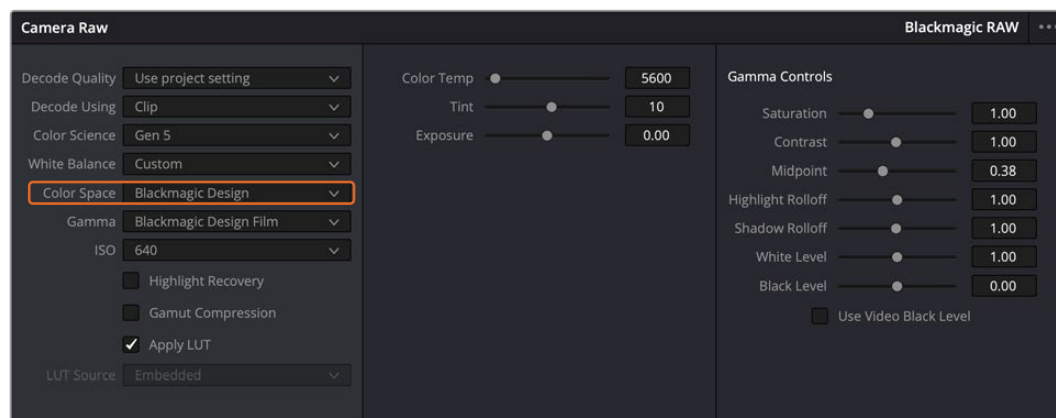 Camera Raw
Blackmagic RAW
Decode Quality Use project setting
Decode Using Clip
Color Science Gen 5
White Balance Custom
Color Space Blackmagic Design
Gamma Blackmagic Design Film
ISO 640
Highlight Recovery
Gamut Compression
Apply LUT
LUT Source Embedded
Color Temp 5600
Tint 10
Exposure 0.00
Gamma Controls
Saturation 1.00
Contrast 1.00
Midpoint 0.38
Highlight Rolloff 1.00
Shadow Rolloff 1.00
White Level 1.00
Black Level 0.00
Use Video Black Level